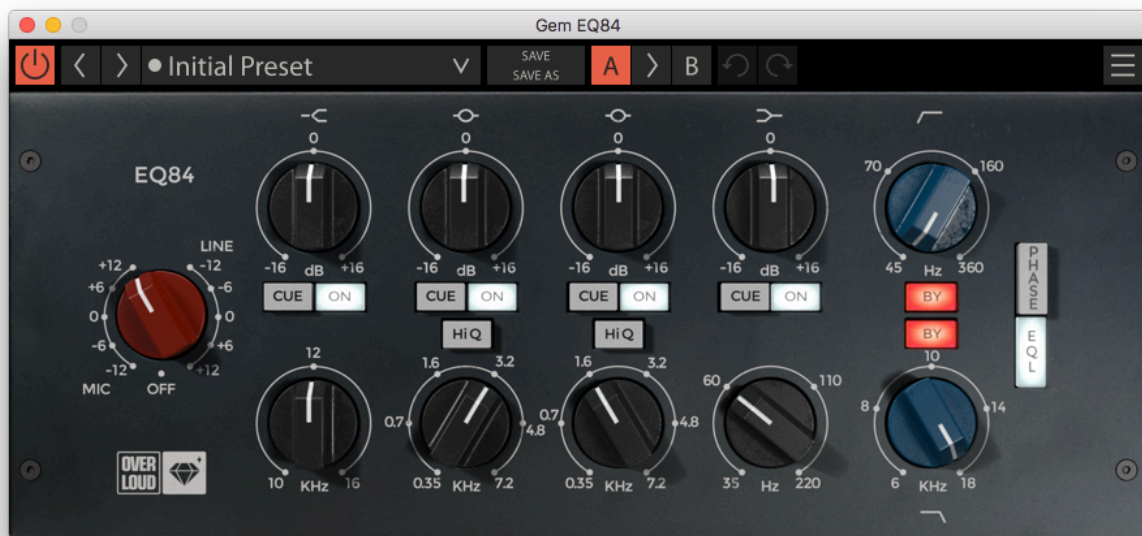 Gem EQ84
Initial Preset
SAVE
SAVE AS
A
B
EQ84
LINE
+12 -12
+6 -6
0 0
-6 +6
-12 +12
MIC OFF
0 0 0 0
-16 dB +16 -16 dB +16 -16 dB +16 -16 dB +16
CUE ON CUE ON CUE ON CUE ON
HiQ HiQ
12
10 KHz 16
1.6 3.2
0.7 4.8
0.35 KHz 7.2
1.6 3.2
0.7 4.8
0.35 KHz 7.2
60 110
35 Hz 220
70 160
45 Hz 360
BY
BY
10
8 14
6 KHz 18
PHASE
EQL
OVER
LOUD